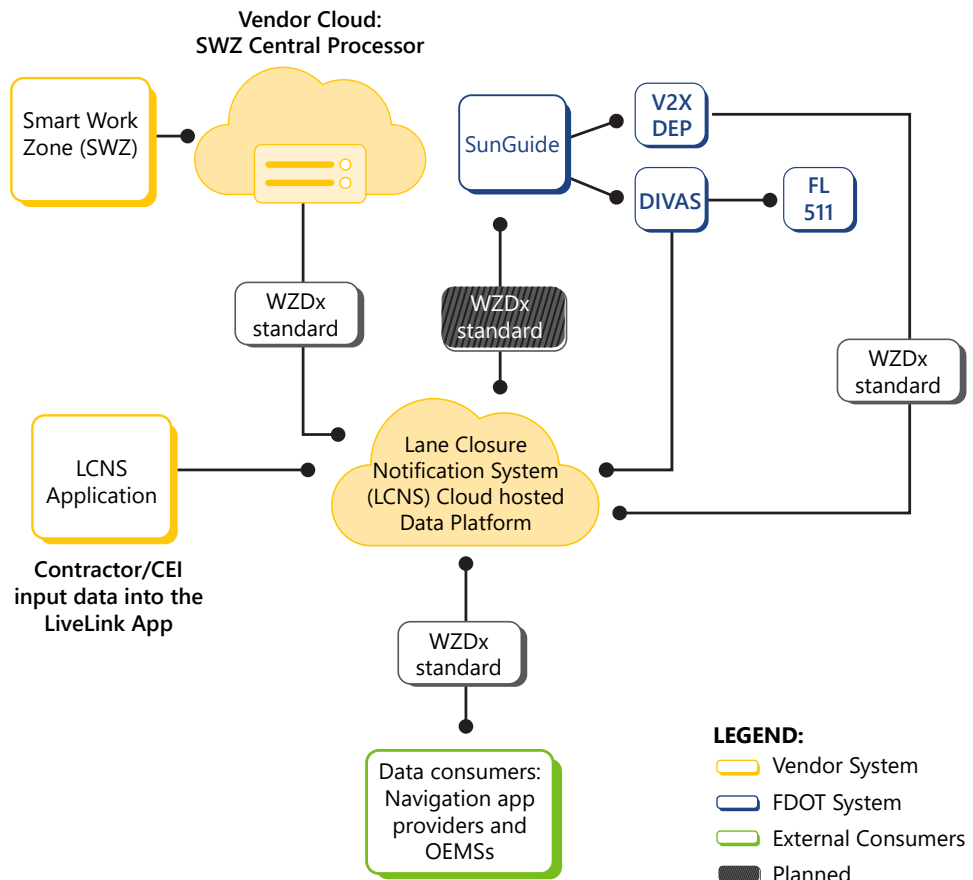 Vendor Cloud:
SWZ Central Processor
Smart Work
Zone (SWZ)
SunGuide
V2X
DEP
DIVAS
FL
511
WZDx
standard
WZDx
standard
WZDx
standard
LCNS
Application
Lane Closure
Notification System
(LCNS) Cloud hosted
Data Platform
Contractor/CEI
input data into the
LiveLink App
WZDx
standard
Data consumers:
Navigation app
providers and
OEMSs
LEGEND:
Vendor System
FDOT System
External Consumers
Planned